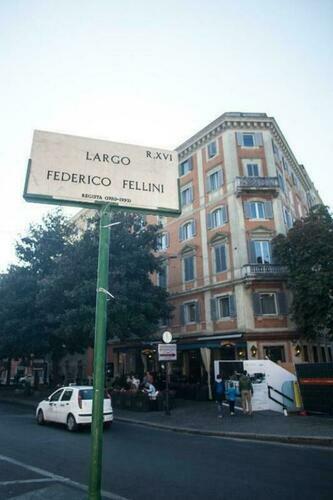 LARGO R.XVI
FEDERICO FELLINI
REGISTA (1920-1993)